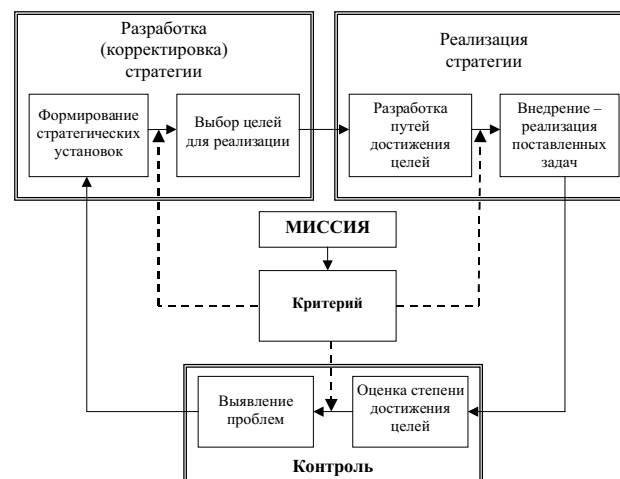 Разработка
(корректировка)
стратегии
Формирование
стратегических
установок
Выбор целей
для реализации
Реализация
стратегии
Разработка
путей
достижения
целей
Внедрение –
реализация
поставленных
задач
МИССИЯ
Критерий
Выявление
проблем
Оценка степени
достижения
целей
Контроль